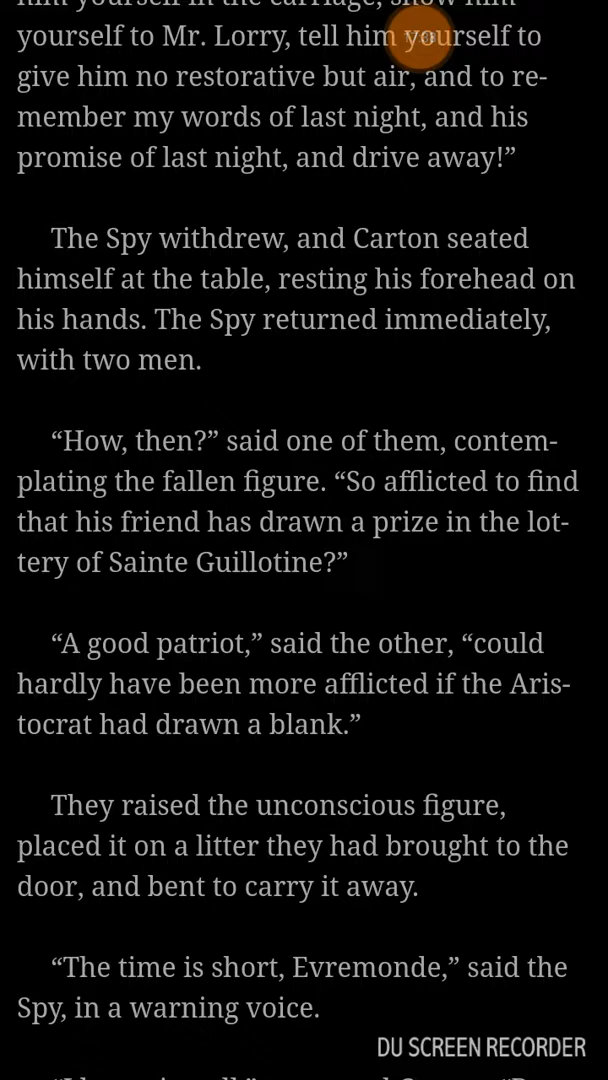 him yourself in the carriage, show him
yourself to Mr. Lorry, tell him yourself to
give him no restorative but air, and to re-
member my words of last night, and his
promise of last night, and drive away!”
The Spy withdrew, and Carton seated
himself at the table, resting his forehead on
his hands. The Spy returned immediately,
with two men.
“How, then?” said one of them, contem-
plating the fallen figure. “So afflicted to find
that his friend has drawn a prize in the lot-
tery of Sainte Guillotine?”
“A good patriot,” said the other, “could
hardly have been more afflicted if the Aris-
tocrat had drawn a blank.”
They raised the unconscious figure,
placed it on a litter they had brought to the
door, and bent to carry it away.
“The time is short, Evremonde,” said the
Spy, in a warning voice.
DU SCREEN RECORDER